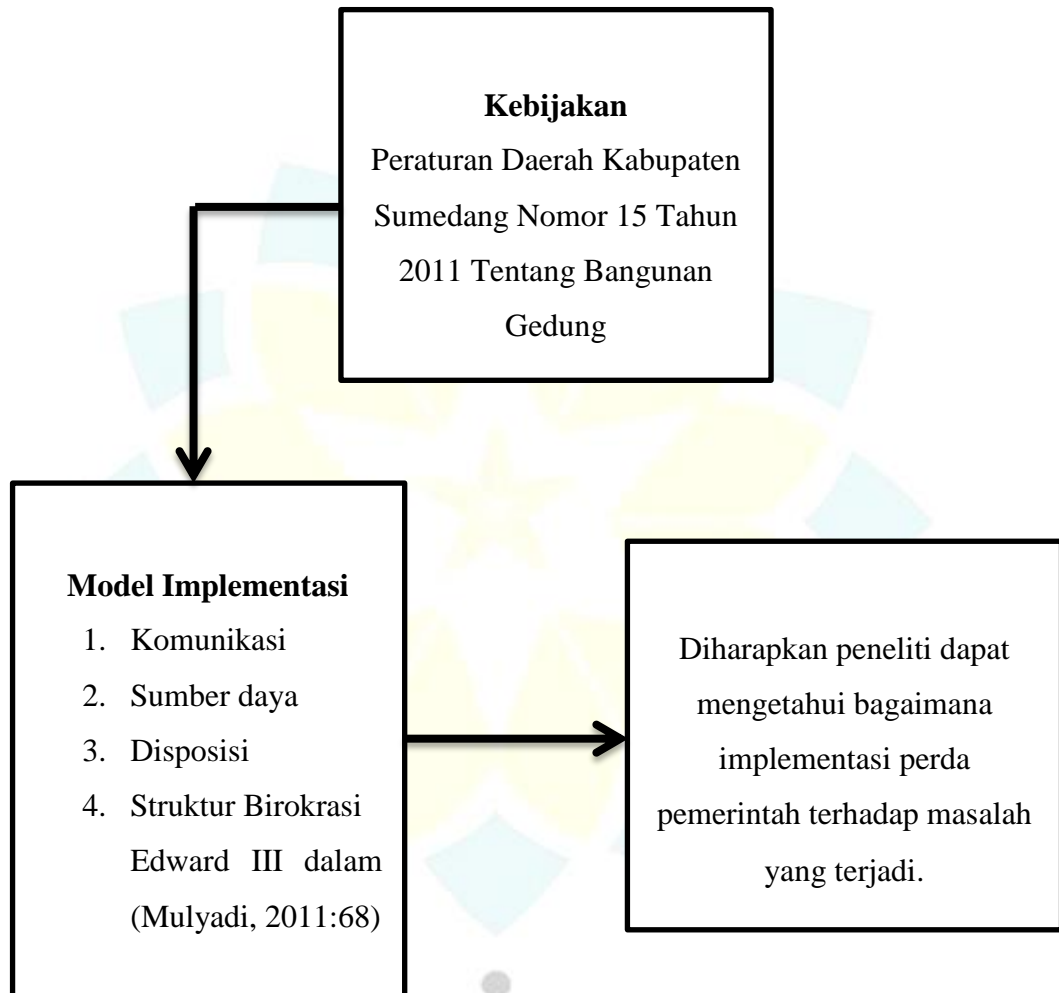 Kebijakan
Peraturan Daerah Kabupaten
Sumedang Nomor 15 Tahun
2011 Tentang Bangunan
Gedung
Model Implementasi
1. Komunikasi
2. Sumber daya
3. Disposisi
4. Struktur Birokrasi
Edward III dalam
(Mulyadi, 2011:68)
Diharapkan peneliti dapat
mengetahui bagaimana
implementasi perda
pemerintah terhadap masalah
yang terjadi.